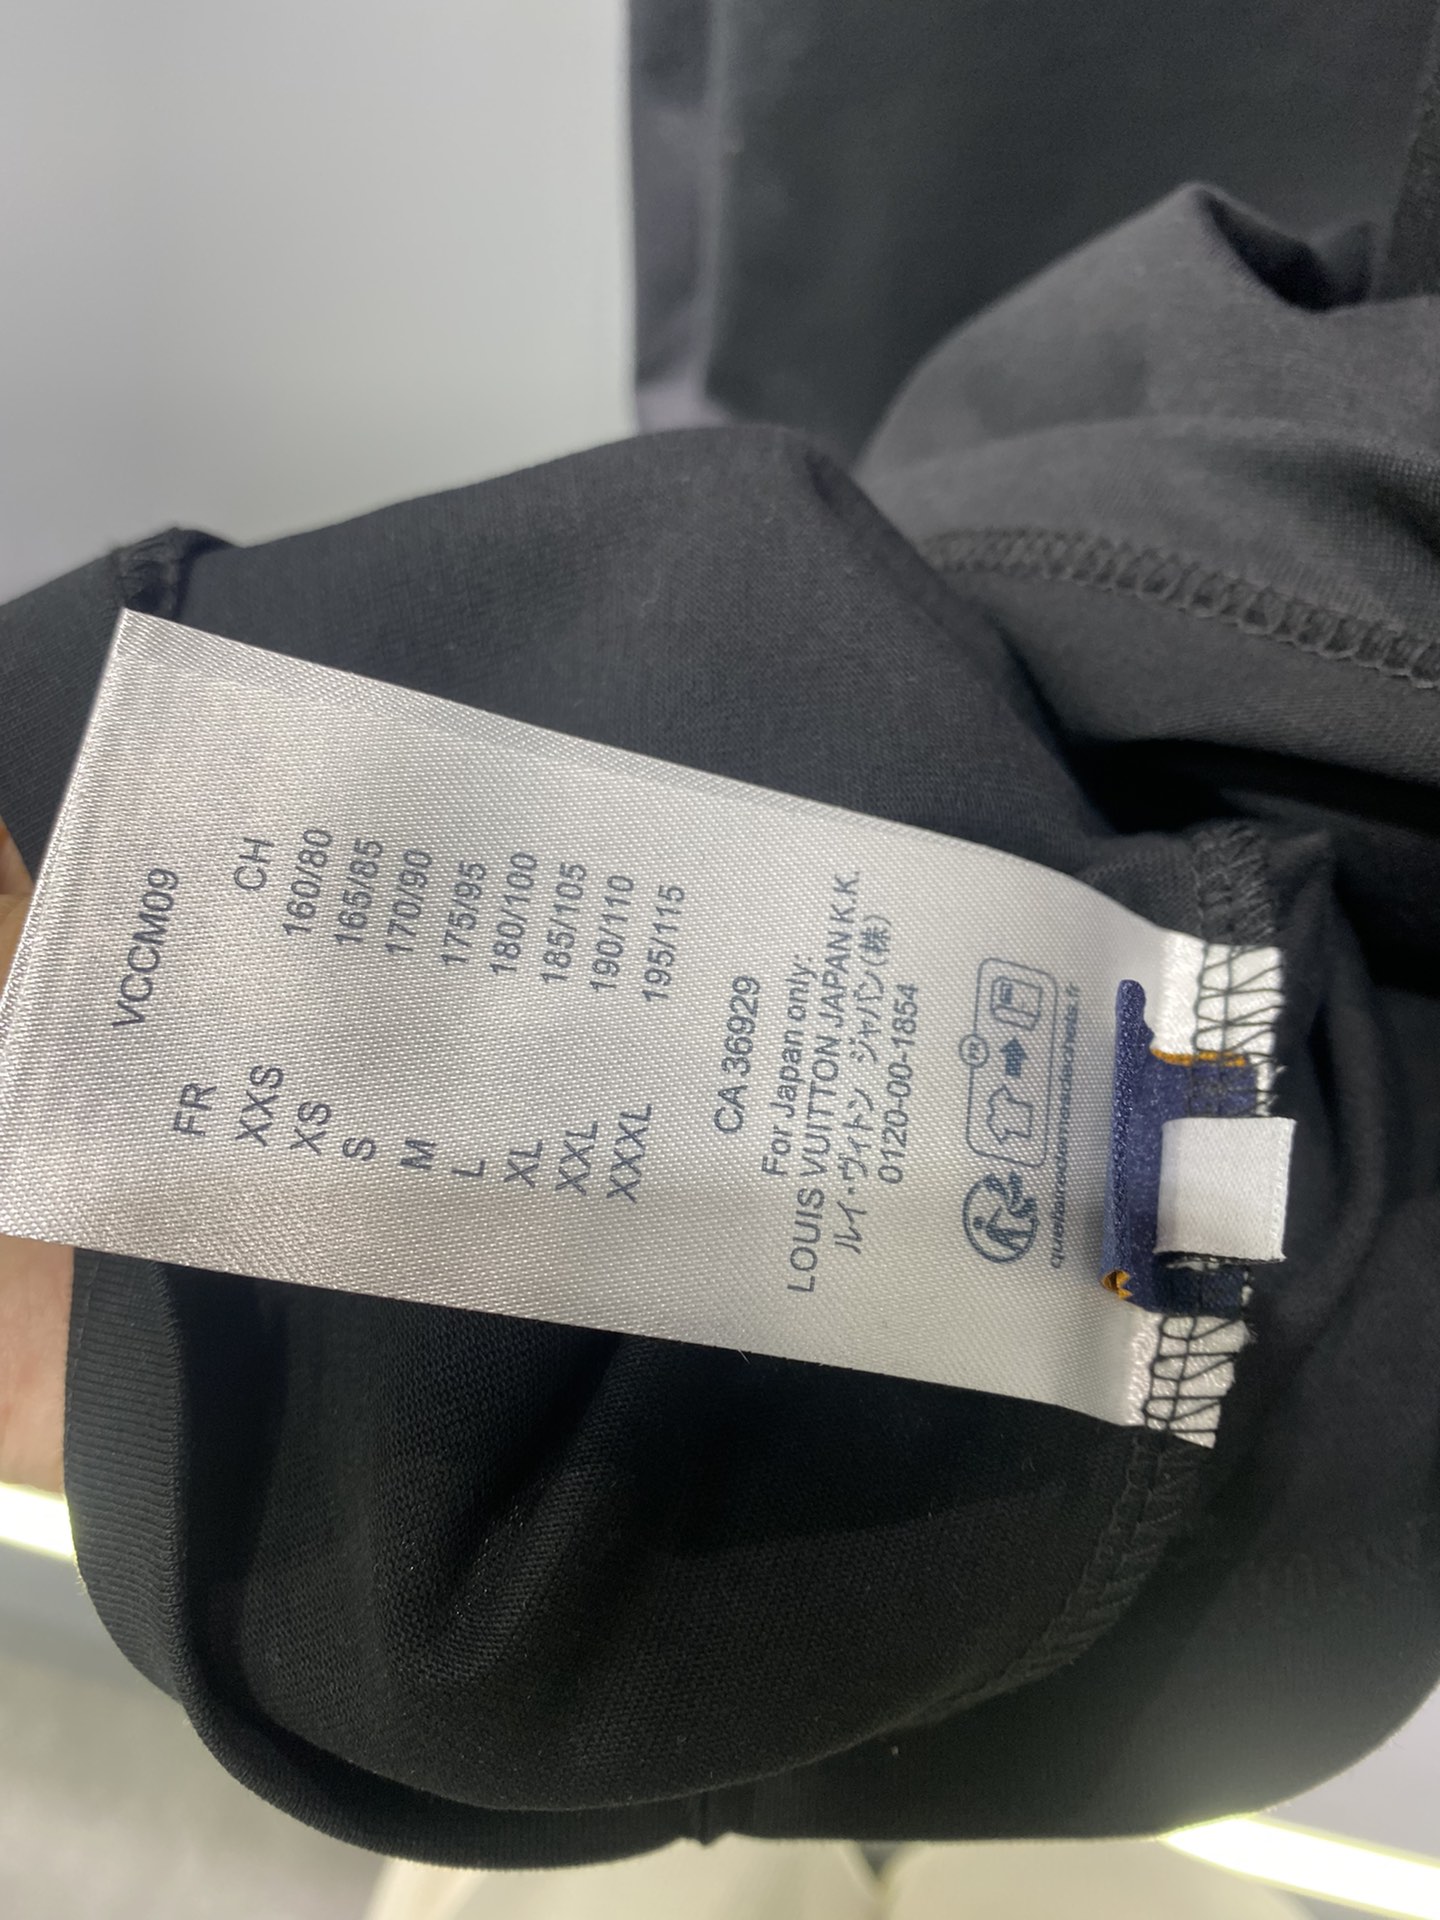 VCCM09
FR CH
XXS 160/80
XS 165/85
S 170/90
M 175/95
L 180/100
XL 185/105
XXL 190/110
XXXL 195/115
CA 36929
For Japan only:
LOUIS VUITTON JAPAN K.K.
ルイ・ヴィトン ジャパン(株)
0120-00-1854
quefairedemesdechets.fr